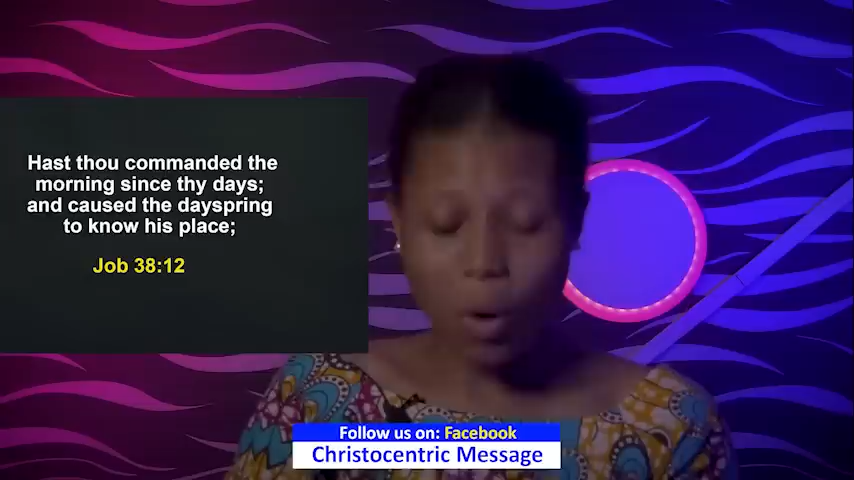 Hast thou commanded the
morning since thy days;
and caused the dayspring
to know his place;
Job 38:12
Follow us on: Facebook
Christocentric Message